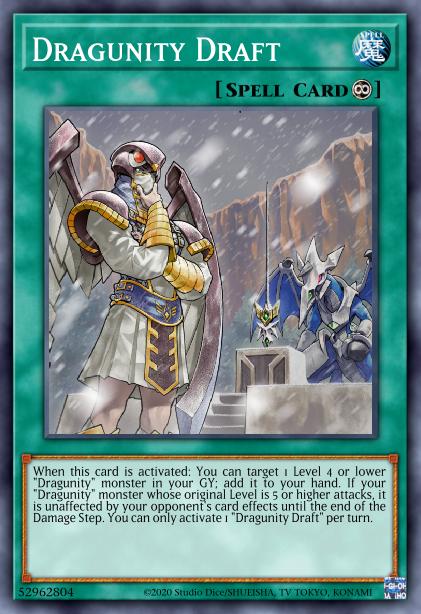 DRAGUNITY DRAFT
SPELL
魔
[SPELL CARD]
When this card is activated: You can target 1 Level 4 or lower
"Dragunity" monster in your GY; add it to your hand. If your
"Dragunity" monster whose original Level is 5 or higher attacks, it
is unaffected by your opponent's card effects until the end of the
Damage Step. You can only activate 1 "Dragunity Draft" per turn.
52962804
©2020 Studio Dice/SHUEISHA, TV TOKYO, KONAMI